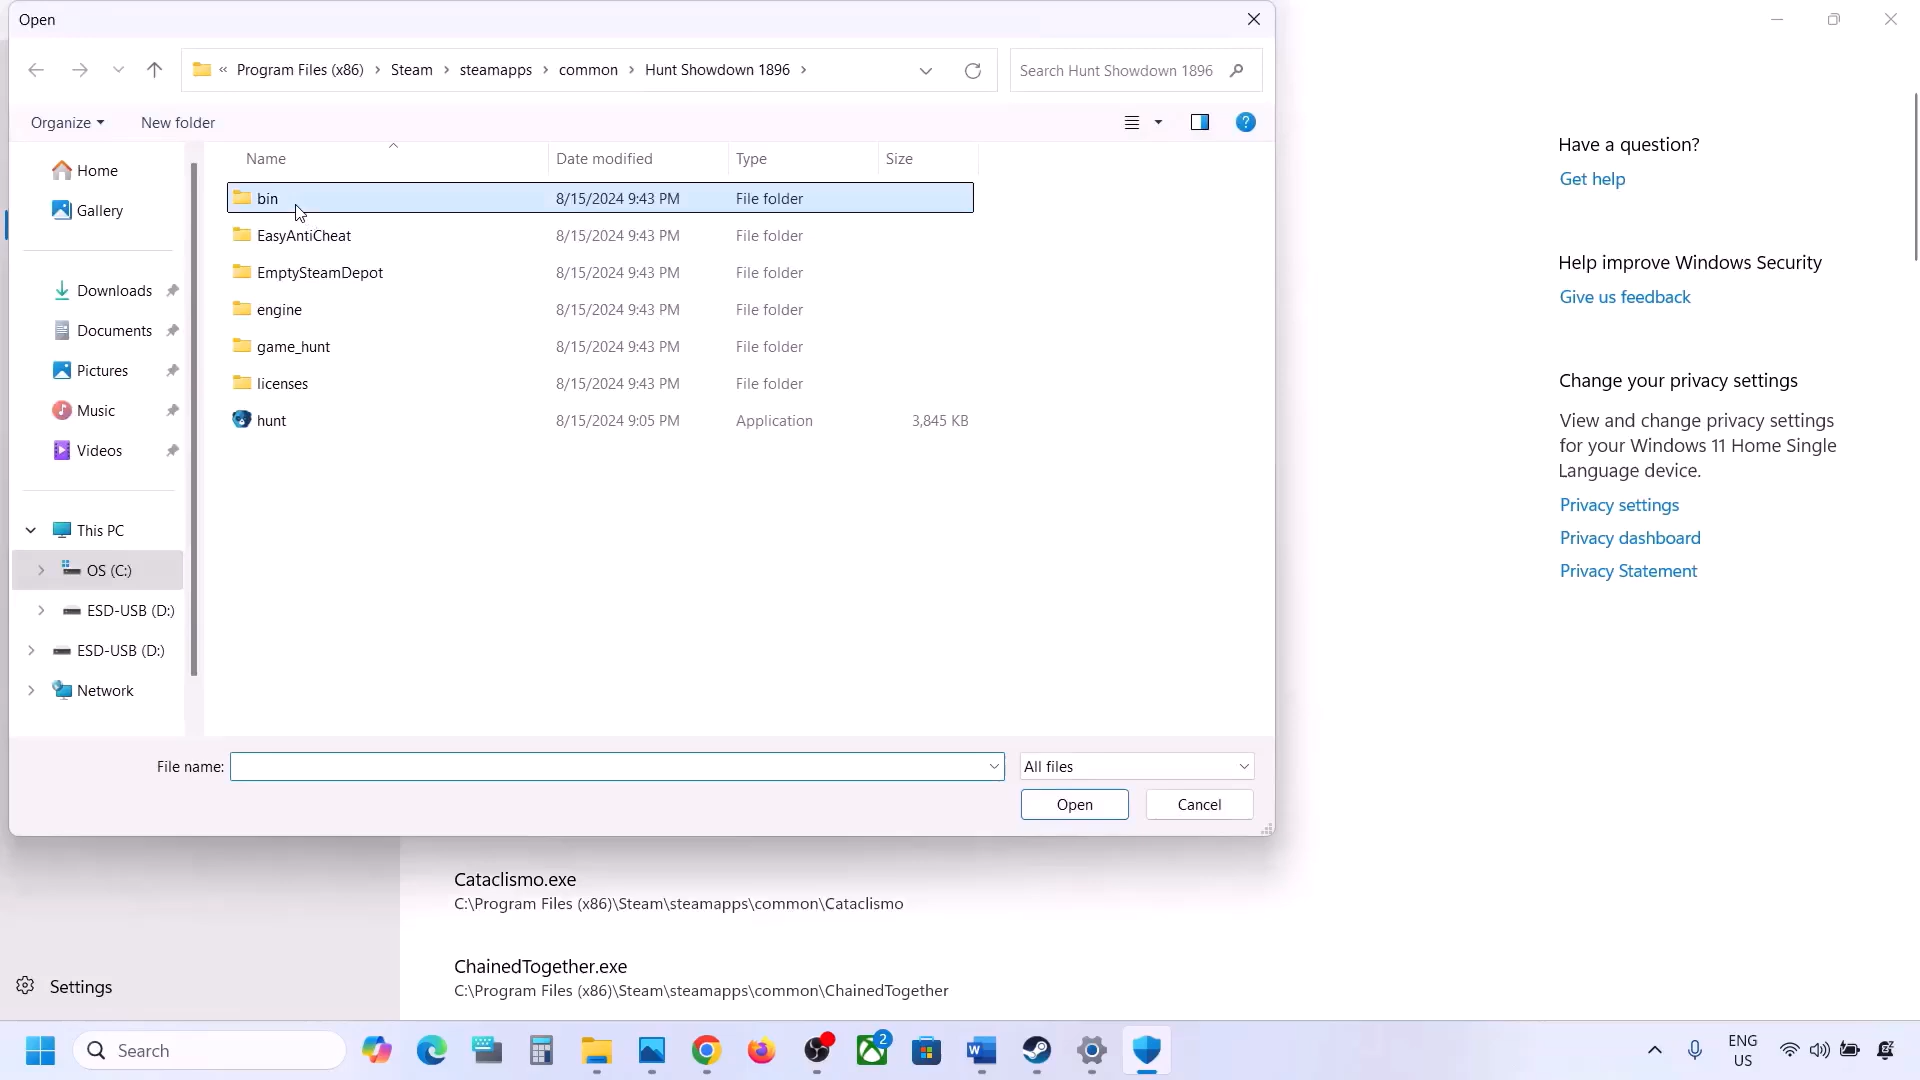 Open
« Program Files (x86) > Steam > steamapps > common > Hunt Showdown 1896 >
Search Hunt Showdown 1896
Organize
New folder
Name
Date modified
Type
Size
Home
Gallery
Downloads
Documents
Pictures
Music
Videos
This PC
OS (C:)
ESD-USB (D:)
ESD-USB (D:)
Network
bin 8/15/2024 9:43 PM File folder
EasyAntiCheat 8/15/2024 9:43 PM File folder
EmptySteamDepot 8/15/2024 9:43 PM File folder
engine 8/15/2024 9:43 PM File folder
game_hunt 8/15/2024 9:43 PM File folder
licenses 8/15/2024 9:43 PM File folder
hunt 8/15/2024 9:05 PM Application 3,845 KB
File name:
All files
Open
Cancel
Have a question?
Get help
Help improve Windows Security
Give us feedback
Change your privacy settings
View and change privacy settings
for your Windows 11 Home Single
Language device.
Privacy settings
Privacy dashboard
Privacy Statement
Cataclismo.exe
C:\Program Files (x86)\Steam\steamapps\common\Cataclismo
ChainedTogether.exe
C:\Program Files (x86)\Steam\steamapps\common\ChainedTogether
Settings
Search
2
ENG
US